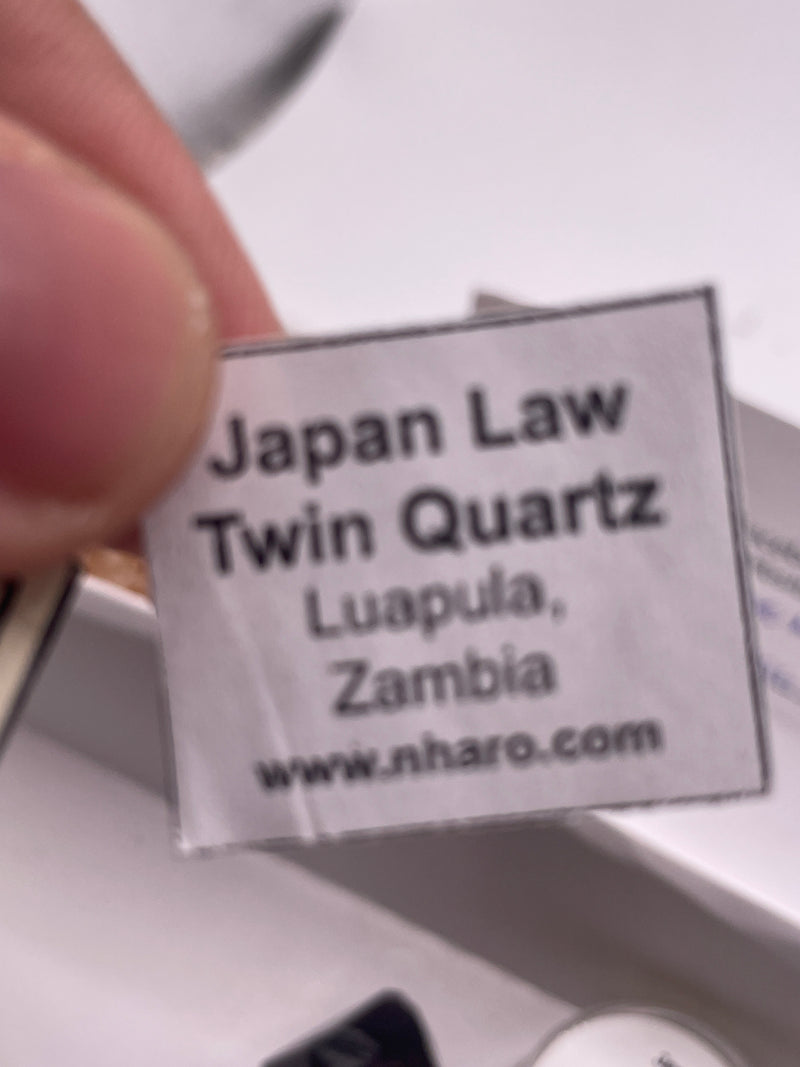 Japan Law
Twin Quartz
Luapula,
Zambia
www.nharo.com